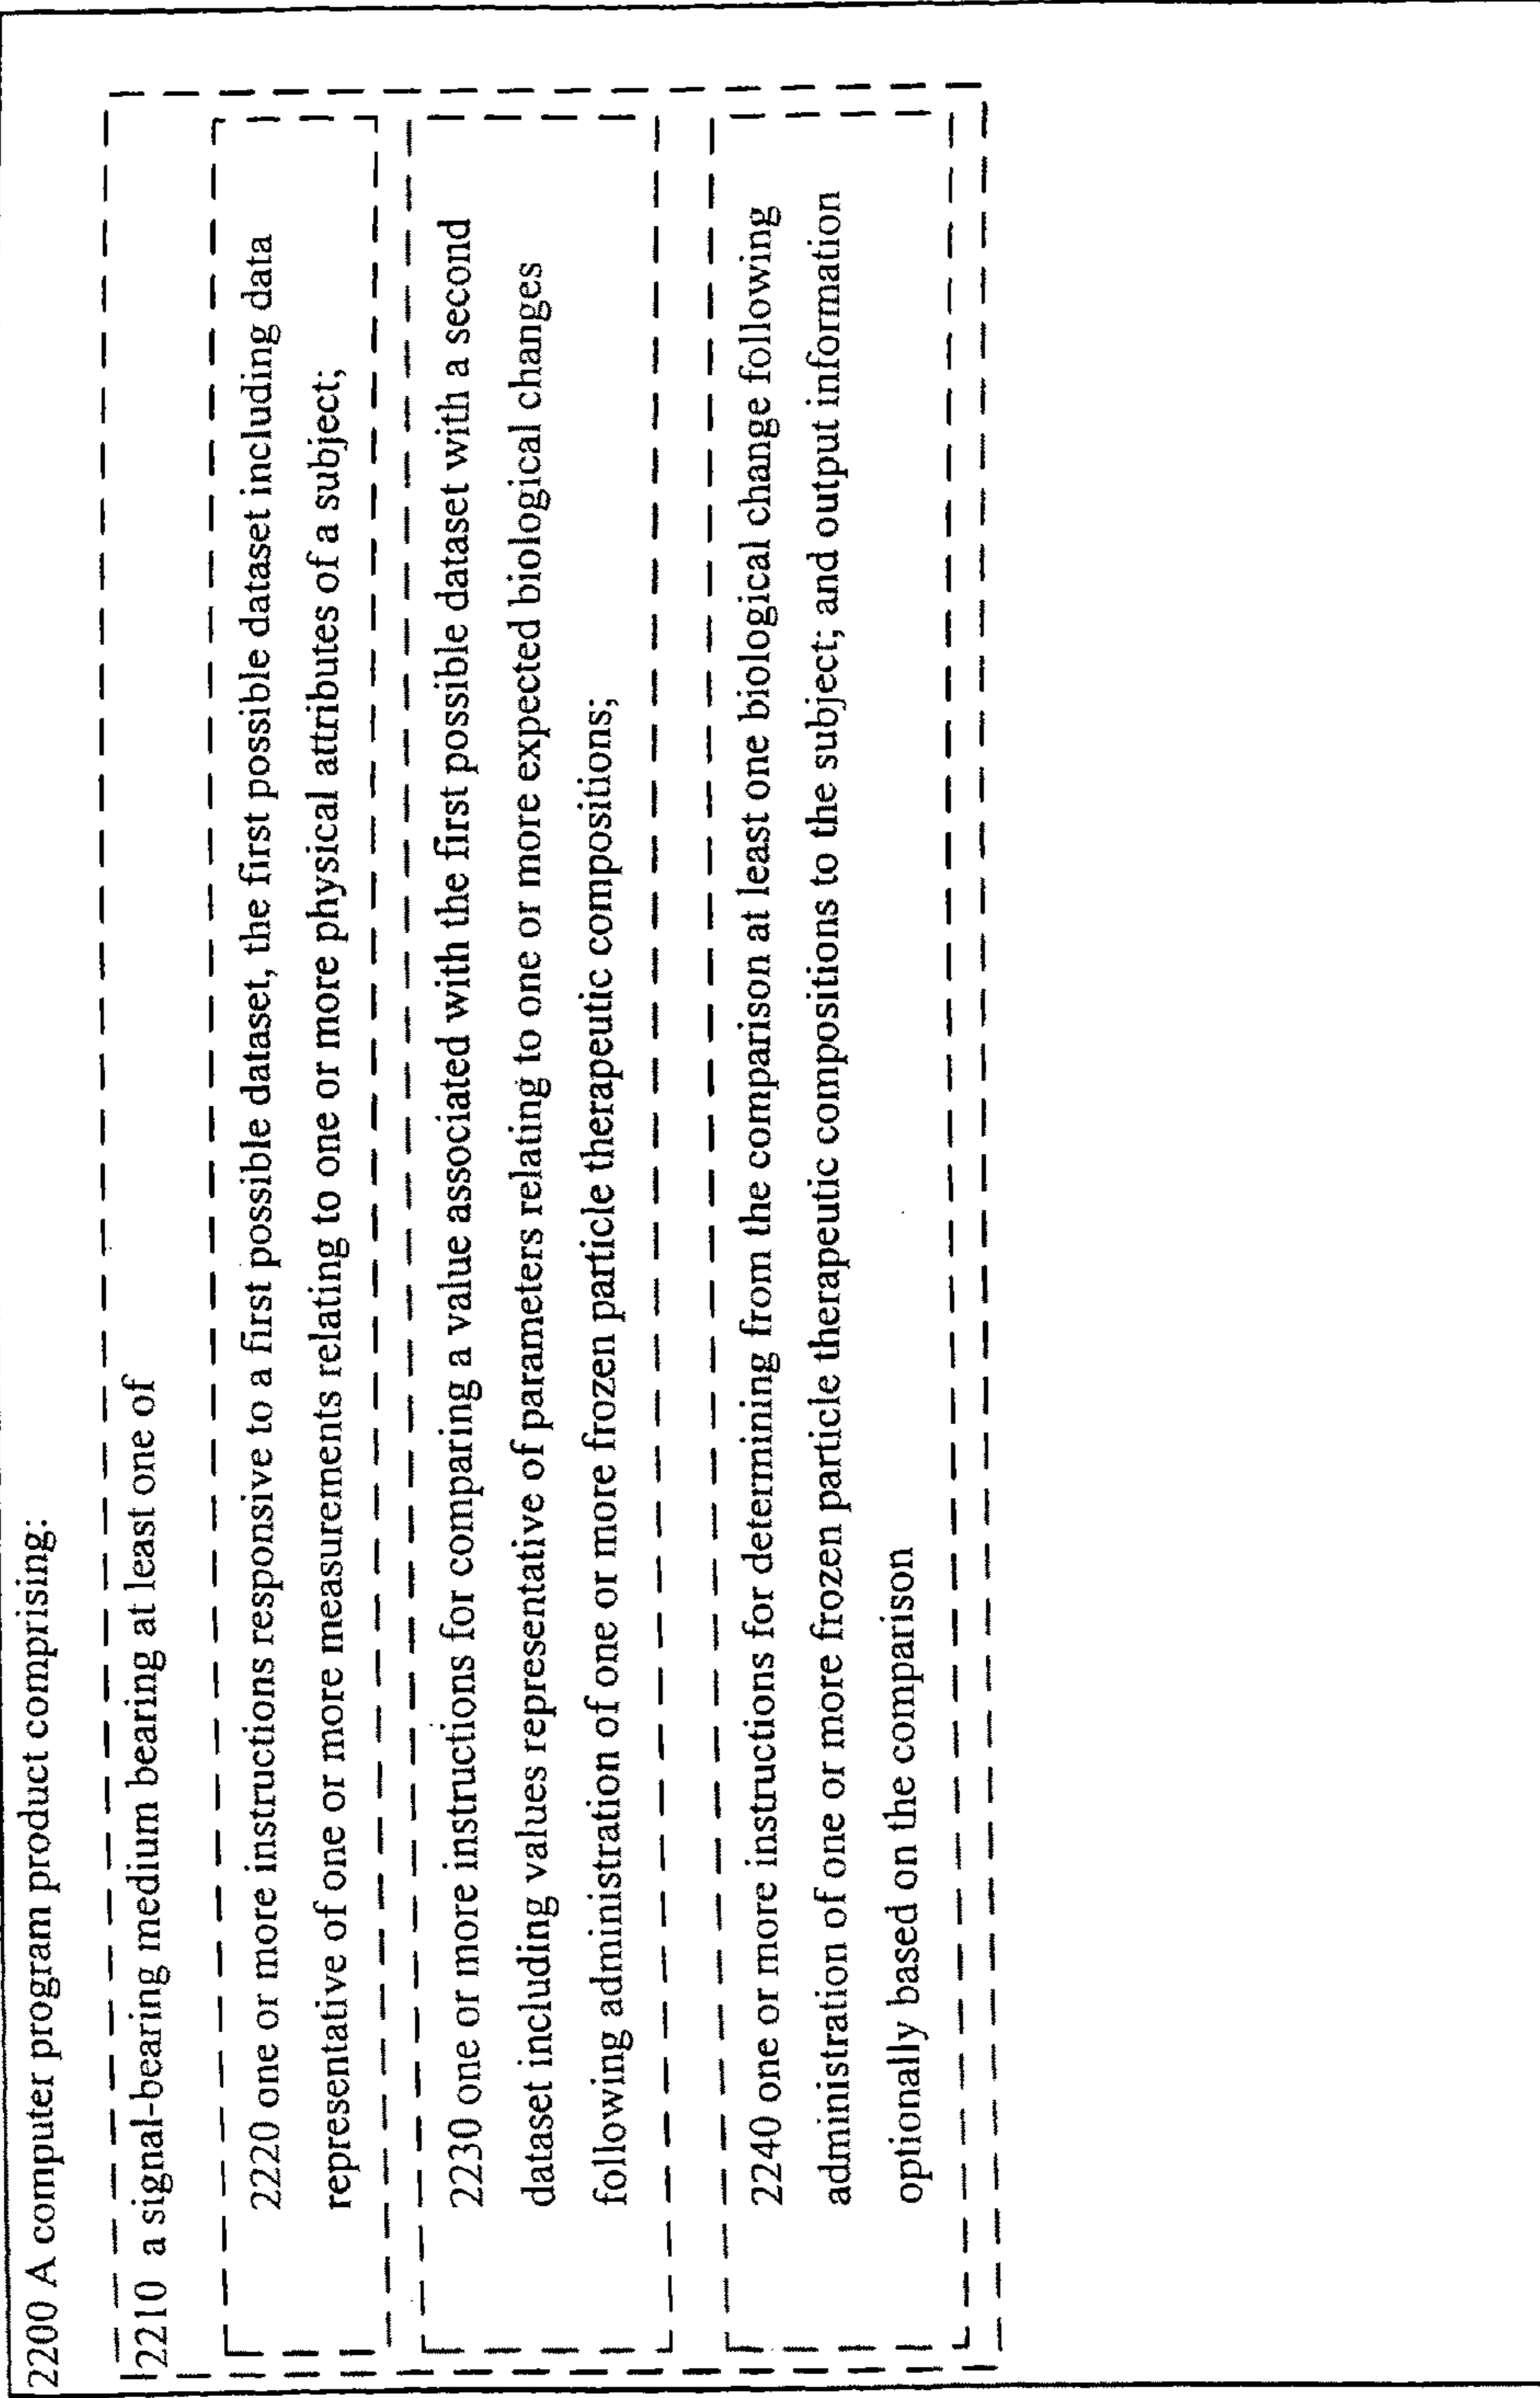 2200 A computer program product comprising:
2210 a signal-bearing medium bearing at least one of
2220 one or more instructions responsive to a first possible dataset, the first possible dataset including data
representative of one or more measurements relating to one or more physical attributes of a subject;
2230 one or more instructions for comparing a value associated with the first possible dataset with a second
dataset including values representative of parameters relating to one or more expected biological changes
following administration of one or more frozen particle therapeutic compositions;
2240 one or more instructions for determining from the comparison at least one biological change following
administration of one or more frozen particle therapeutic compositions to the subject; and output information
optionally based on the comparison